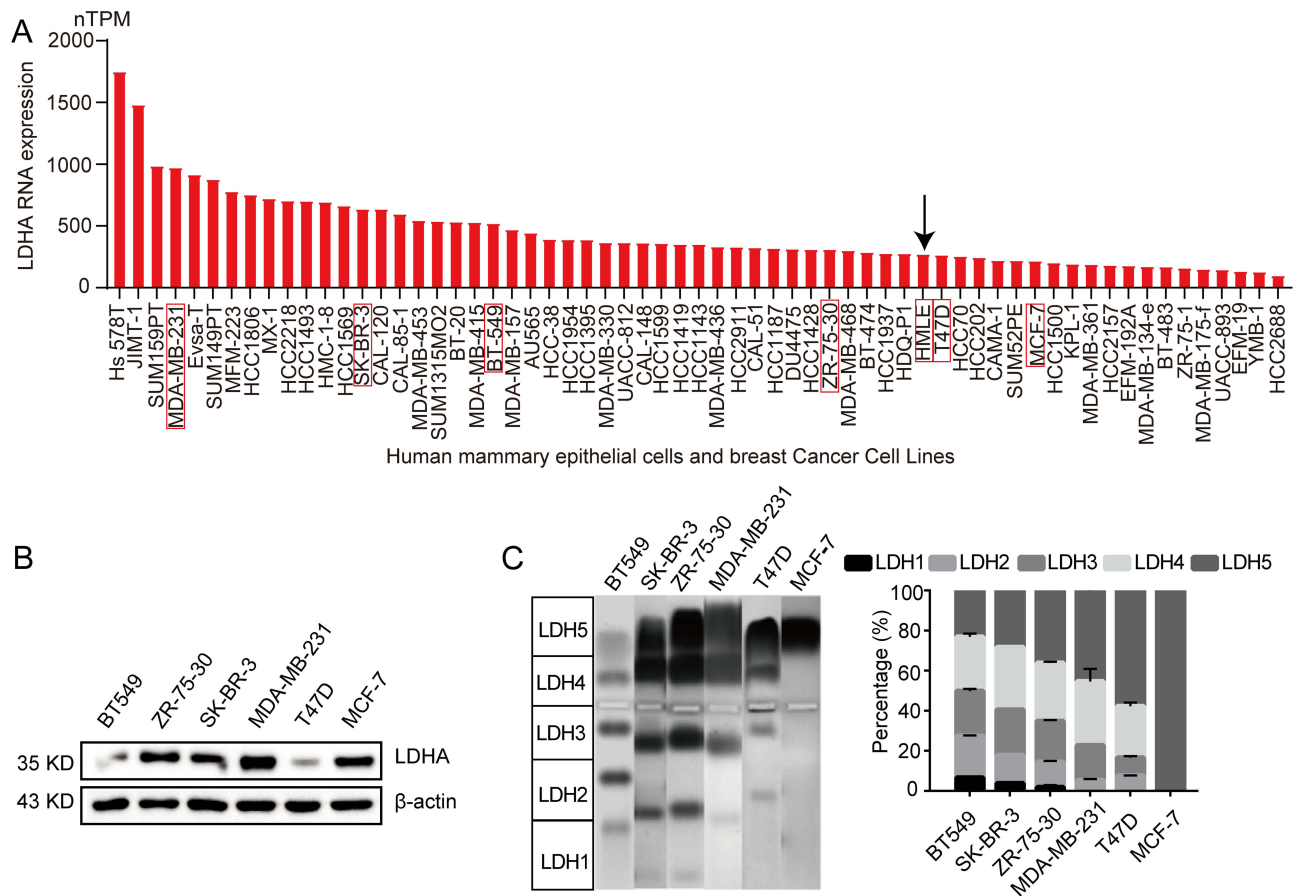 A
nTPM
2000
1500
1000
500
0
LDHA RNA expression
Hs 578T
JIMT-1
SUM159PT
MDA-MB-231
Evsa-T
SUM149PT
MFM-223
HCC1806
MX-1
HCC2218
HCC1493
HMC-1-8
HCC1569
SK-BR-3
CAL-120
CAL-85-1
MDA-MB-453
SUM1315MO2
BT-20
MDA-MB-415
BT-549
MDA-MB-157
AU565
HCC-38
HCC1954
HCC1395
MDA-MB-330
UACC-812
CAL-148
HCC1599
HCC1419
HCC1143
MDA-MB-436
HCC2911
CAL-51
HCC1187
DU4475
HCC1428
ZR-75-30
MDA-MB-468
BT-474
HCC1937
HDQ-P1
HMLE
T47D
HCC70
HCC202
CAMA-1
SUM52PE
MCF-7
HCC1500
KPL-1
MDA-MB-361
HCC2157
EFM-192A
MDA-MB-134-e
BT-483
ZR-75-1
MDA-MB-175-f
UACC-893
EFM-19
YMB-1
HCC2688
Human mammary epithelial cells and breast Cancer Cell Lines
B
BT549
ZR-75-30
SK-BR-3
MDA-MB-231
T47D
MCF-7
35 KD
LDHA
43 KD
β-actin
C
BT549
SK-BR-3
ZR-75-30
MDA-MB-231
T47D
MCF-7
LDH5
LDH4
LDH3
LDH2
LDH1
LDH1 LDH2 LDH3 LDH4 LDH5
Percentage (%)
100
80
60
40
20
0
BT549
SK-BR-3
ZR-75-30
MDA-MB-231
T47D
MCF-7